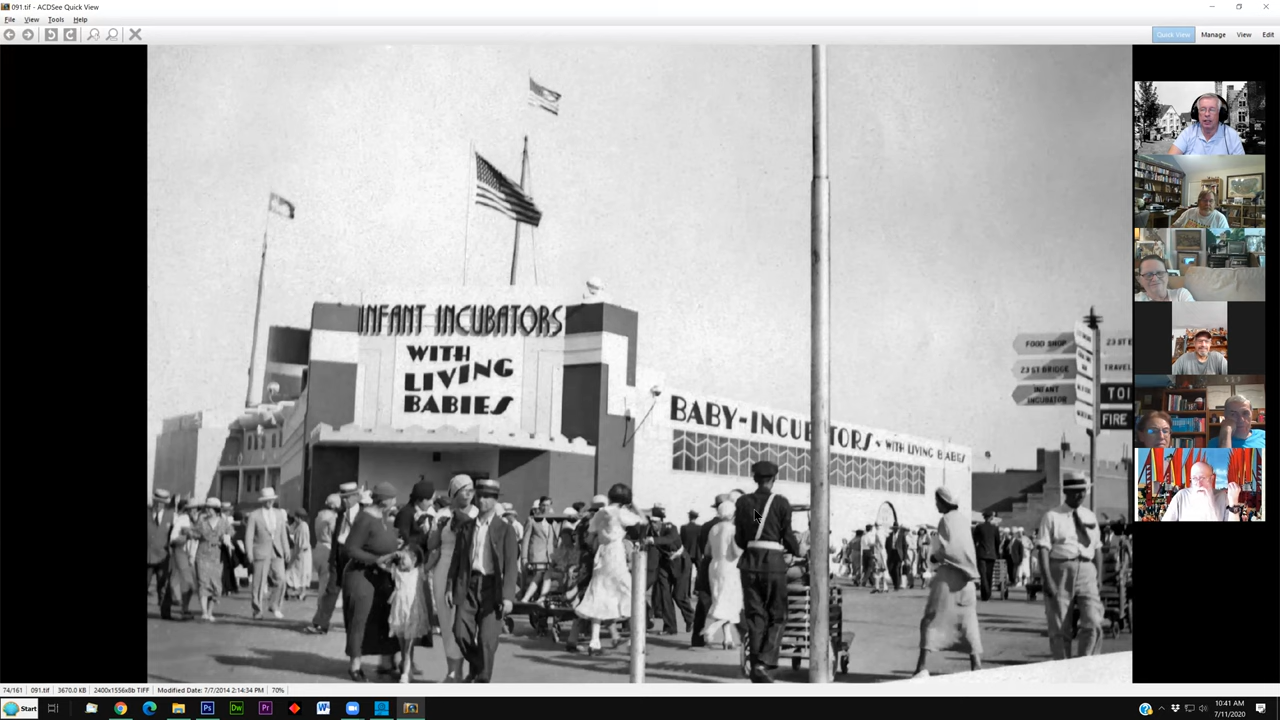 091.tif - ACDSee Quick View
File View Tools Help
Quick View Manage View Edit
INFANT INCUBATORS
WITH
LIVING
BABIES
BABY-INCUBATORS - WITH LIVING BABIES
FOOD SHOP
23 ST BRIDGE
INFANT
INCUBATOR
23 ST
TRAVEL
TOI
FIRE
74/161 091.tif 3670.0 KB 2400x1556x8b TIFF Modified Date: 7/7/2014 2:14:34 PM 70%
Start
10:41 AM
7/11/2020